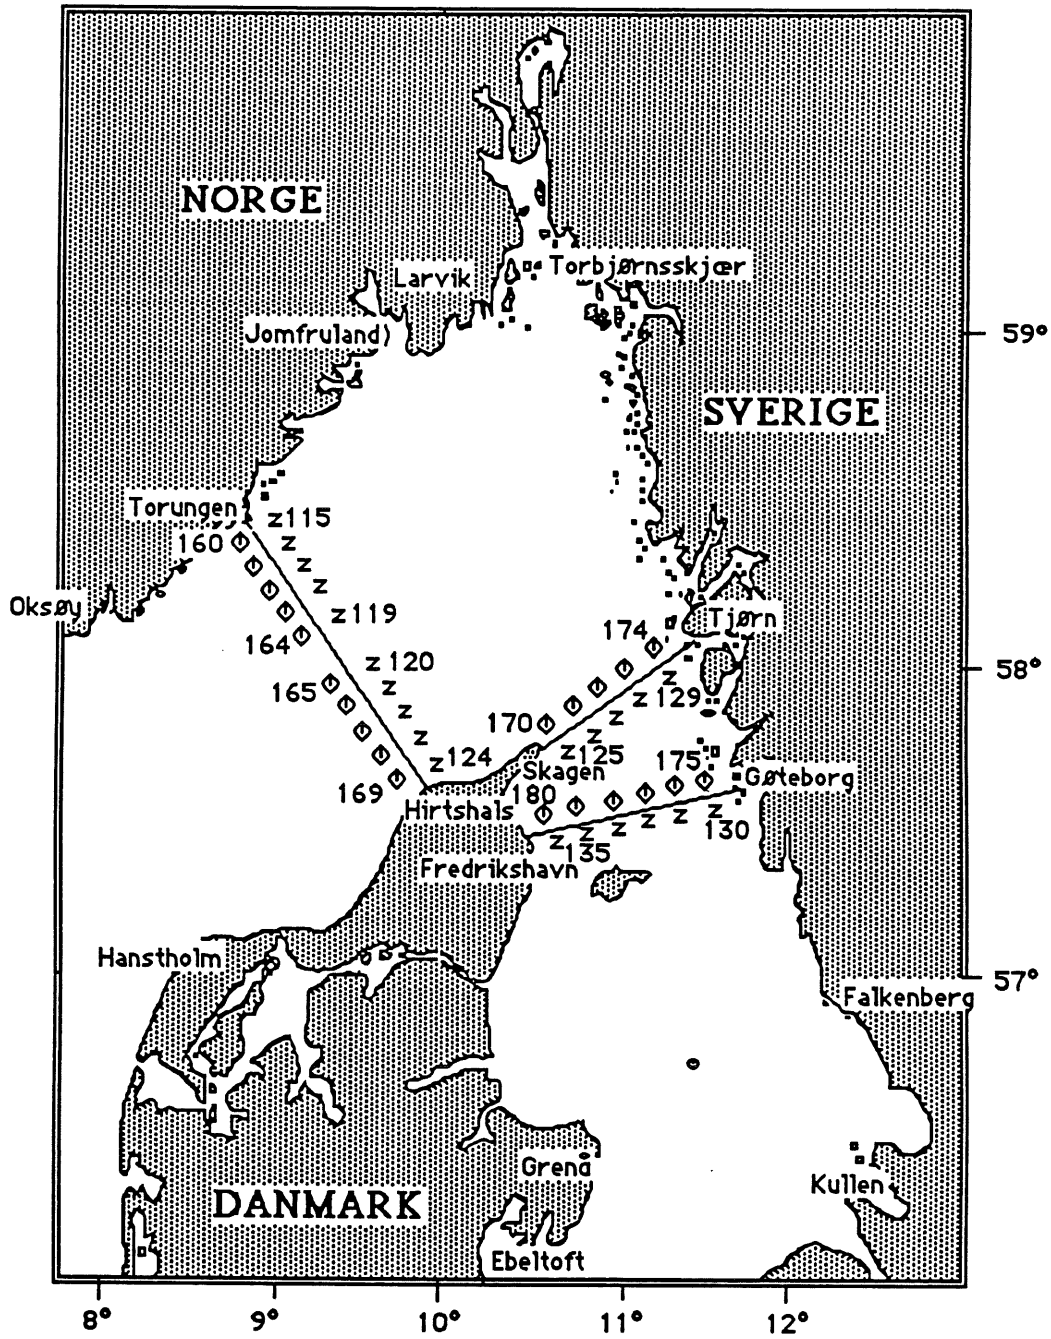 NORGE
Torbjørnsskjær
Larvik
Jomfruland)
59°
SVERIGE
Torungen
z115
160
Oksøy
z119
Tjørn
174
164
z120
58°
165
z129
170
z124
z125
175
Skagen
Gøteborg
169
180
Hirtshals
z130
z135
Fredrikshavn
Hanstholm
57°
Falkenberg
Grenå
Kullen
DANMARK
Ebeltoft
8° 9° 10° 11° 12°